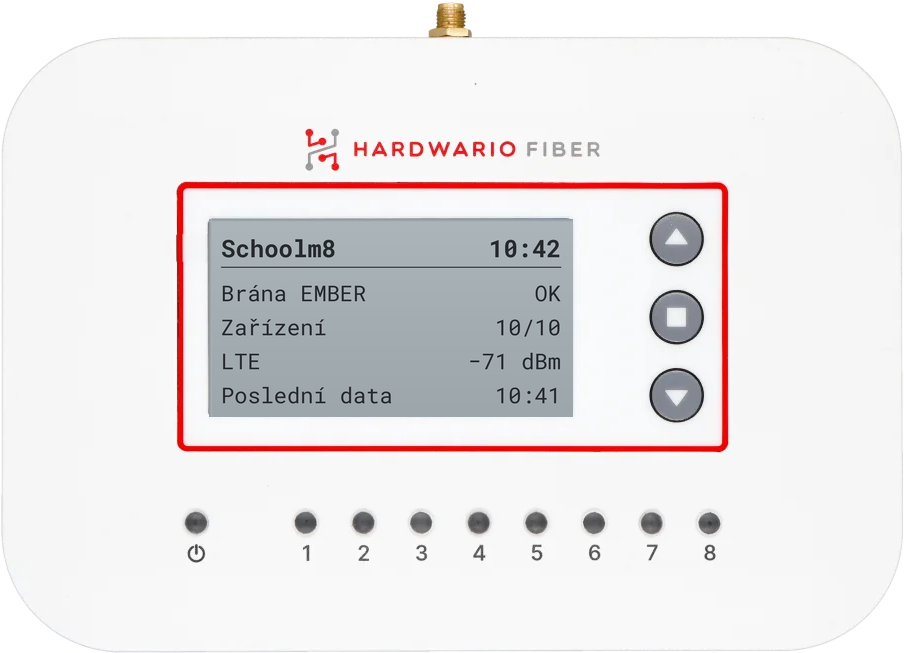 HARDWARIO FIBER
Schoolm8 10:42
Brána EMBER OK
Zařízení 10/10
LTE -71 dBm
Poslední data 10:41
1 2 3 4 5 6 7 8